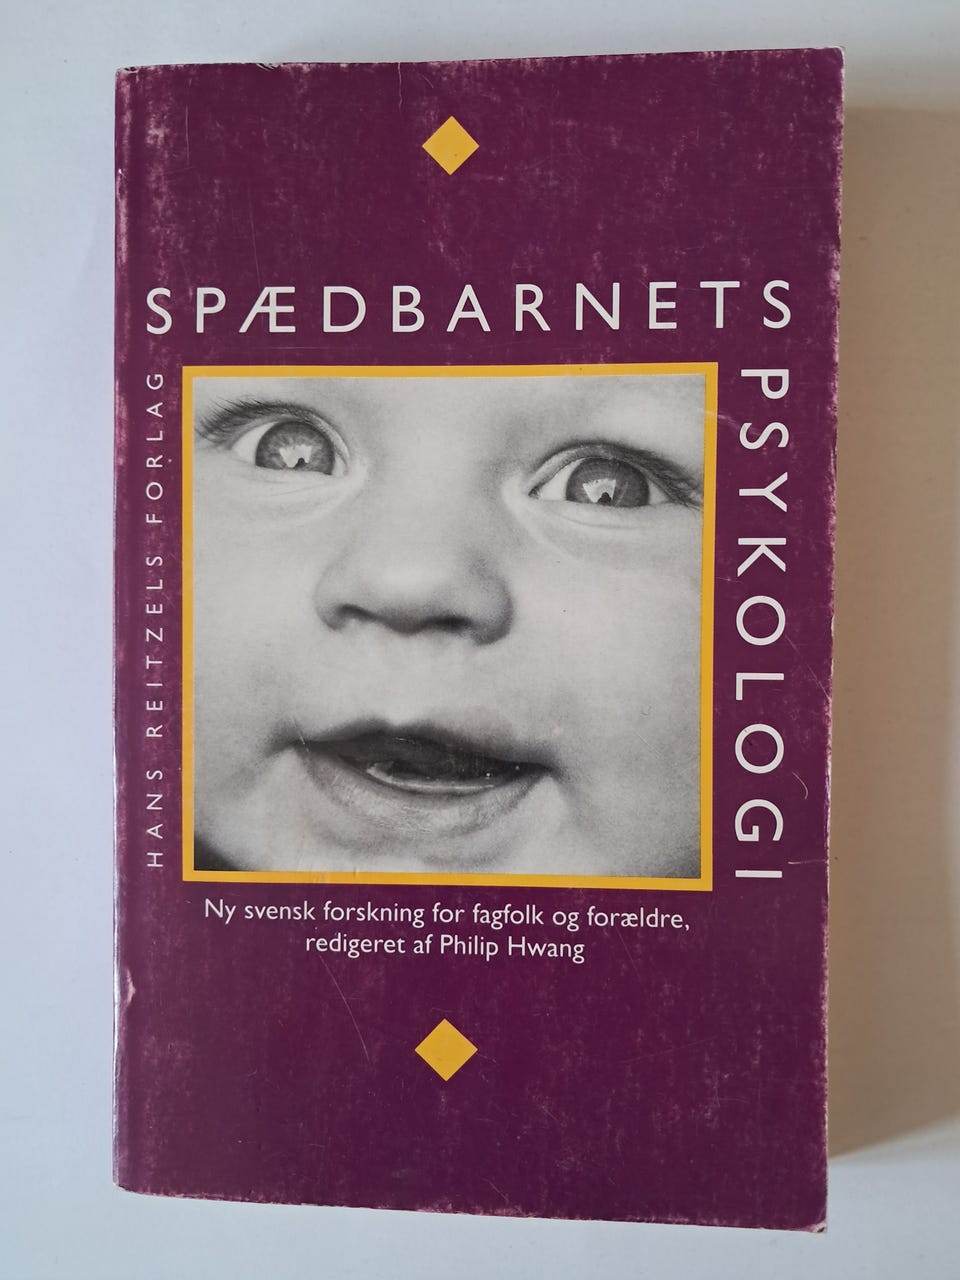 SPÆDBARNETS
PSYKOLOGI
HANS REITZELS FORLAG
Ny svensk forskning for fagfolk og forældre,
redigeret af Philip Hwang